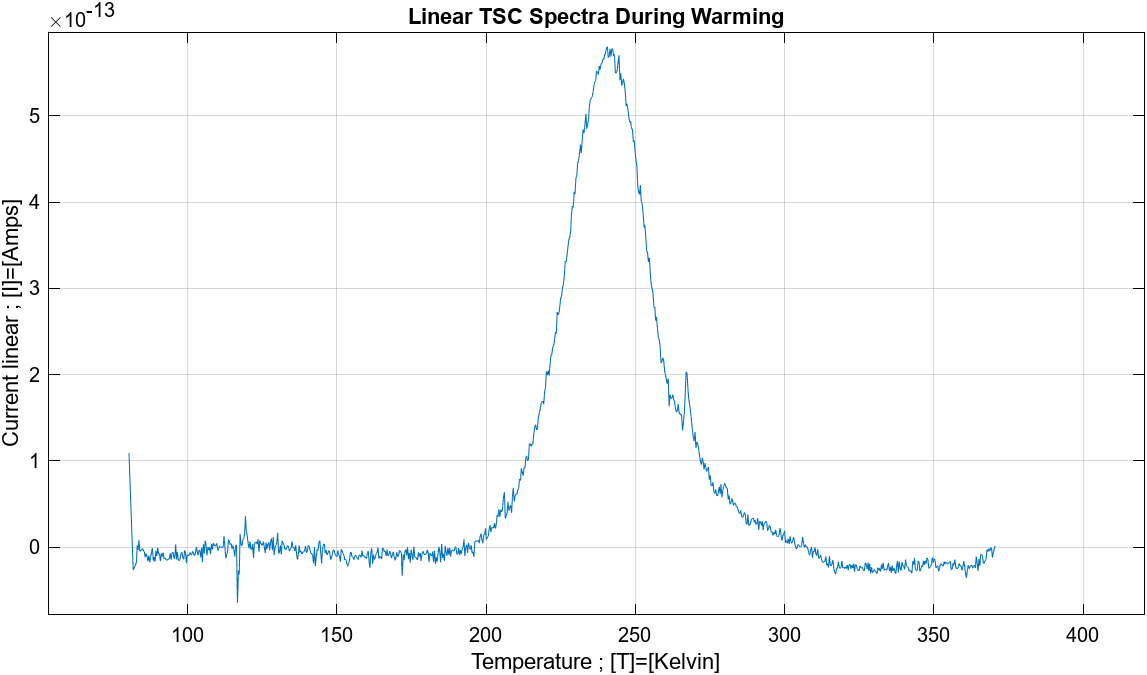 ×10-13
Linear TSC Spectra During Warming
Current linear ; [I]=[Amps]
5
4
3
2
1
0
100 150 200 250 300 350 400
Temperature ; [T]=[Kelvin]